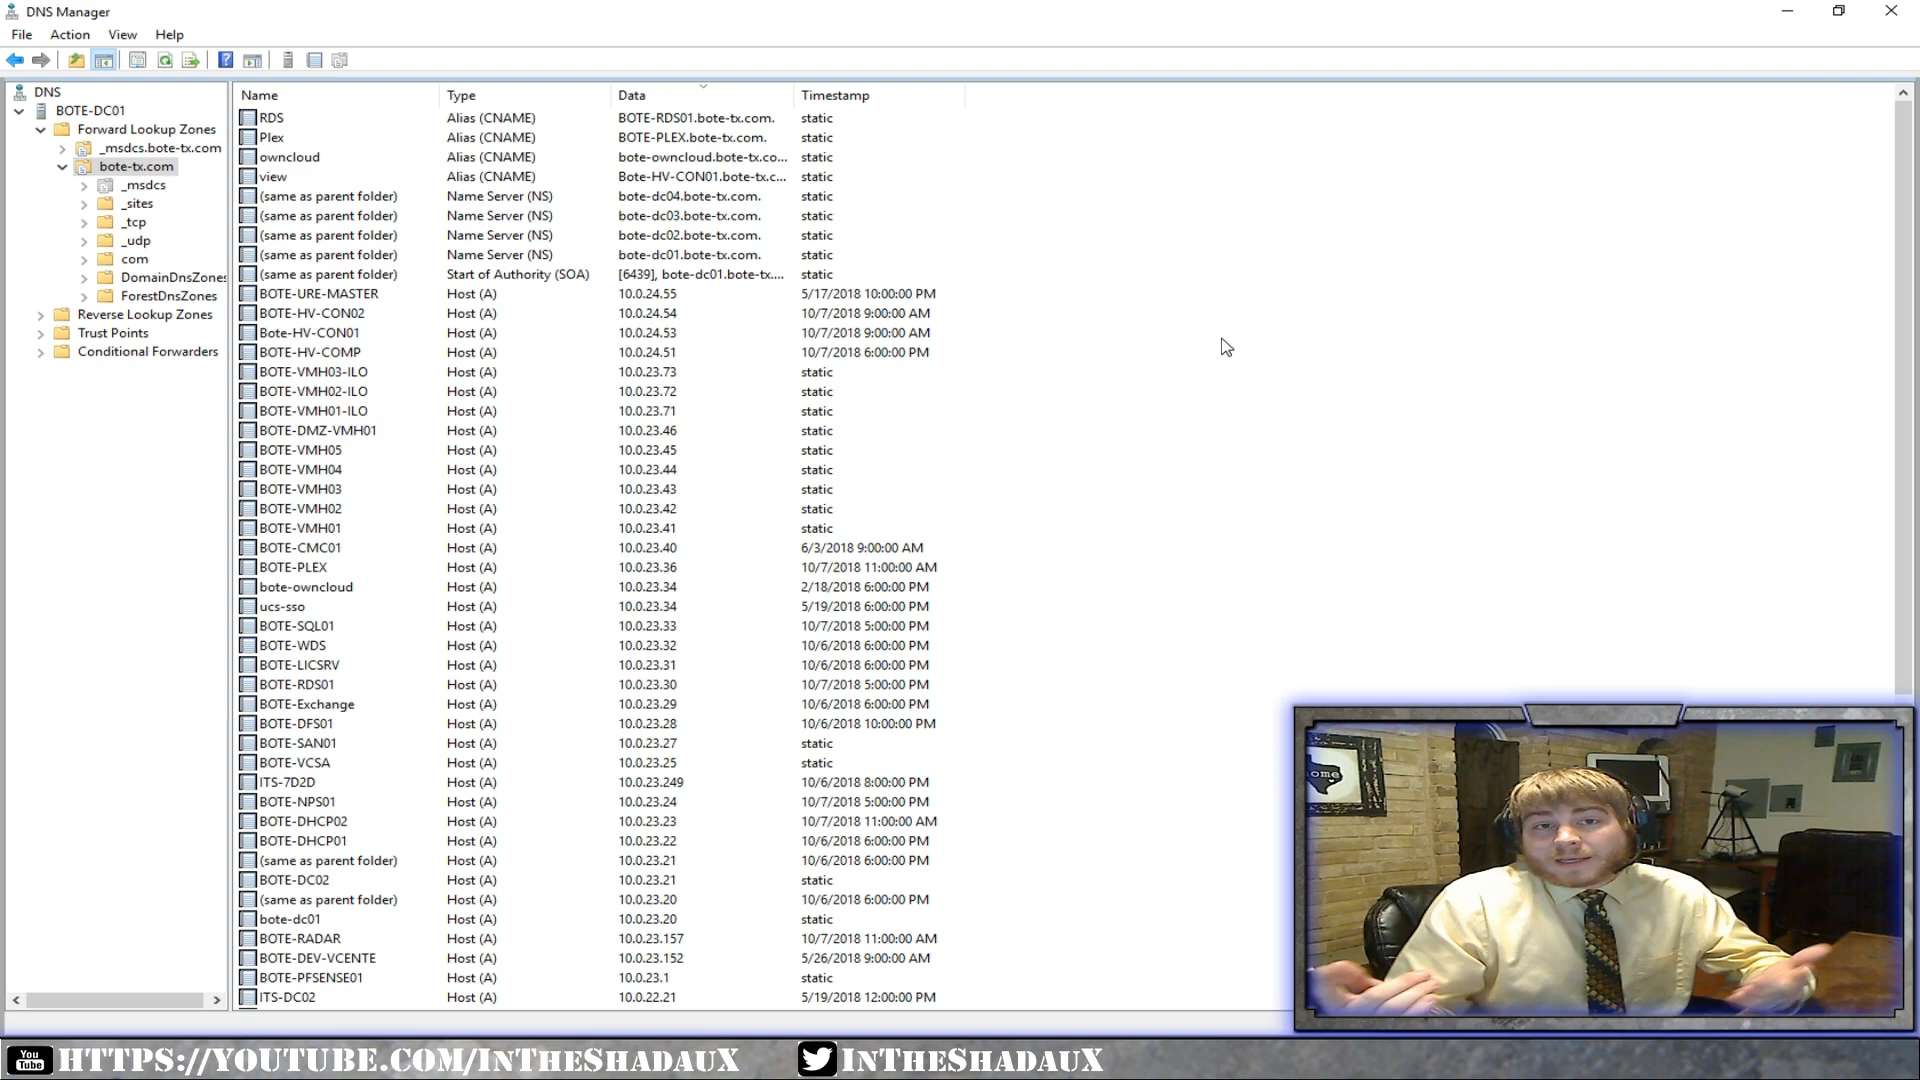 DNS Manager
File Action View Help
DNS
BOTE-DC01
Forward Lookup Zones
_msdcs.bote-tx.com
bote-tx.com
_msdcs
_sites
_tcp
_udp
com
DomainDnsZones
ForestDnsZones
Reverse Lookup Zones
Trust Points
Conditional Forwarders
Name Type Data Timestamp
RDS Alias (CNAME) BOTE-RDS01.bote-tx.com. static
Plex Alias (CNAME) BOTE-PLEX.bote-tx.com. static
owncloud Alias (CNAME) bote-owncloud.bote-tx.co... static
view Alias (CNAME) Bote-HV-CON01.bote-tx.c... static
(same as parent folder) Name Server (NS) bote-dc04.bote-tx.com. static
(same as parent folder) Name Server (NS) bote-dc03.bote-tx.com. static
(same as parent folder) Name Server (NS) bote-dc02.bote-tx.com. static
(same as parent folder) Name Server (NS) bote-dc01.bote-tx.com. static
(same as parent folder) Start of Authority (SOA) [6439], bote-dc01.bote-tx.... static
BOTE-URE-MASTER Host (A) 10.0.24.55 5/17/2018 10:00:00 PM
BOTE-HV-CON02 Host (A) 10.0.24.54 10/7/2018 9:00:00 AM
Bote-HV-CON01 Host (A) 10.0.24.53 10/7/2018 9:00:00 AM
BOTE-HV-COMP Host (A) 10.0.24.51 10/7/2018 6:00:00 PM
BOTE-VMH03-ILO Host (A) 10.0.23.73 static
BOTE-VMH02-ILO Host (A) 10.0.23.72 static
BOTE-VMH01-ILO Host (A) 10.0.23.71 static
BOTE-DMZ-VMH01 Host (A) 10.0.23.46 static
BOTE-VMH05 Host (A) 10.0.23.45 static
BOTE-VMH04 Host (A) 10.0.23.44 static
BOTE-VMH03 Host (A) 10.0.23.43 static
BOTE-VMH02 Host (A) 10.0.23.42 static
BOTE-VMH01 Host (A) 10.0.23.41 static
BOTE-CMC01 Host (A) 10.0.23.40 6/3/2018 9:00:00 AM
BOTE-PLEX Host (A) 10.0.23.36 10/7/2018 11:00:00 AM
bote-owncloud Host (A) 10.0.23.34 2/18/2018 6:00:00 PM
ucs-sso Host (A) 10.0.23.34 5/19/2018 6:00:00 PM
BOTE-SQL01 Host (A) 10.0.23.33 10/7/2018 5:00:00 PM
BOTE-WDS Host (A) 10.0.23.32 10/6/2018 6:00:00 PM
BOTE-LICSRV Host (A) 10.0.23.31 10/6/2018 6:00:00 PM
BOTE-RDS01 Host (A) 10.0.23.30 10/7/2018 5:00:00 PM
BOTE-Exchange Host (A) 10.0.23.29 10/6/2018 6:00:00 PM
BOTE-DFS01 Host (A) 10.0.23.28 10/6/2018 10:00:00 PM
BOTE-SAN01 Host (A) 10.0.23.27 static
BOTE-VCSA Host (A) 10.0.23.25 static
ITS-7D2D Host (A) 10.0.23.249 10/6/2018 8:00:00 PM
BOTE-NPS01 Host (A) 10.0.23.24 10/7/2018 5:00:00 PM
BOTE-DHCP02 Host (A) 10.0.23.23 10/7/2018 11:00:00 AM
BOTE-DHCP01 Host (A) 10.0.23.22 10/6/2018 6:00:00 PM
(same as parent folder) Host (A) 10.0.23.21 10/6/2018 6:00:00 PM
BOTE-DC02 Host (A) 10.0.23.21 static
(same as parent folder) Host (A) 10.0.23.20 10/6/2018 6:00:00 PM
bote-dc01 Host (A) 10.0.23.20 static
BOTE-RADAR Host (A) 10.0.23.157 10/7/2018 11:00:00 AM
BOTE-DEV-VCENTE Host (A) 10.0.23.152 5/26/2018 9:00:00 AM
BOTE-PFSENSE01 Host (A) 10.0.23.1 static
ITS-DC02 Host (A) 10.0.22.21 5/19/2018 12:00:00 PM
ome
You Tube HTTPS://YOUTUBE.COM/INTHESHADAUX INTHESHADAUX